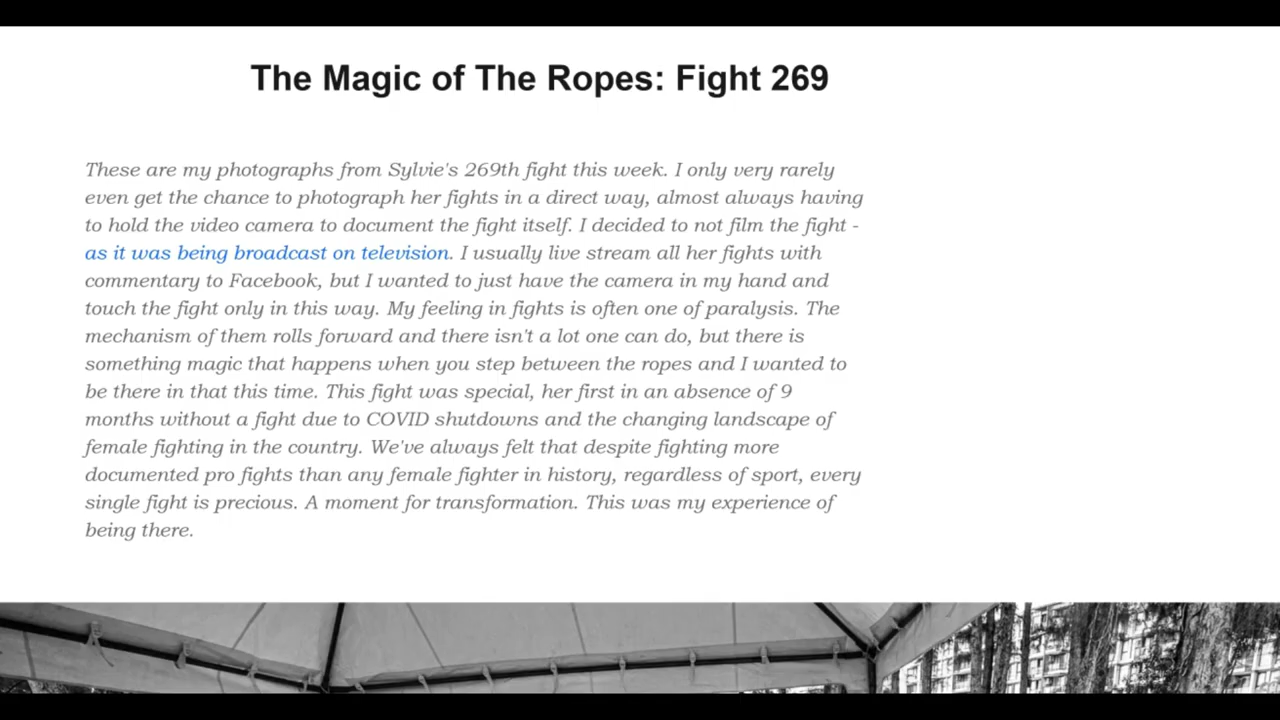 The Magic of The Ropes: Fight 269
These are my photographs from Sylvie's 269th fight this week. I only very rarely
even get the chance to photograph her fights in a direct way, almost always having
to hold the video camera to document the fight itself. I decided to not film the fight -
as it was being broadcast on television. I usually live stream all her fights with
commentary to Facebook, but I wanted to just have the camera in my hand and
touch the fight only in this way. My feeling in fights is often one of paralysis. The
mechanism of them rolls forward and there isn't a lot one can do, but there is
something magic that happens when you step between the ropes and I wanted to
be there in that this time. This fight was special, her first in an absence of 9
months without a fight due to COVID shutdowns and the changing landscape of
female fighting in the country. We've always felt that despite fighting more
documented pro fights than any female fighter in history, regardless of sport, every
single fight is precious. A moment for transformation. This was my experience of
being there.